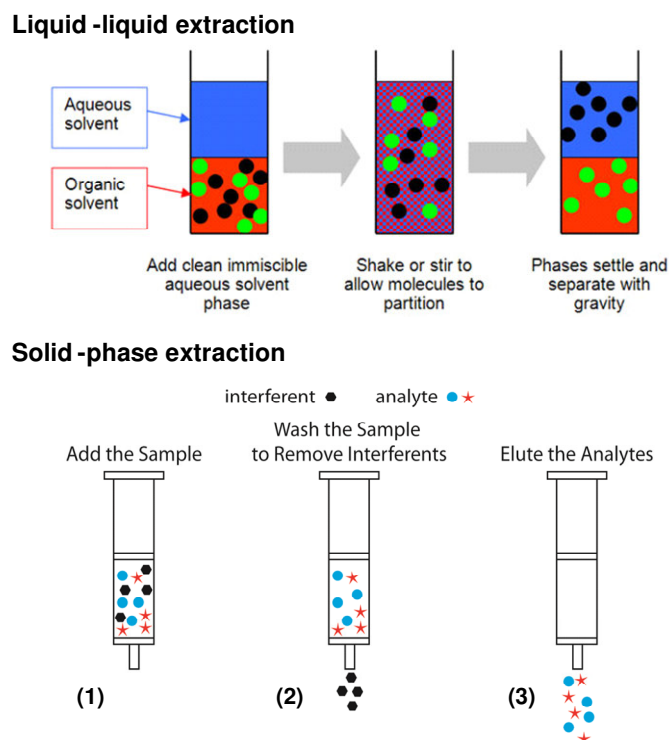 Liquid -liquid extraction
Aqueous
solvent
Organic
solvent
Add clean immiscible
aqueous solvent
phase
Shake or stir to
allow molecules to
partition
Phases settle and
separate with
gravity
Solid -phase extraction
interferent analyte
Add the Sample
Wash the Sample
to Remove Interferents
Elute the Analytes
(1) (2) (3)